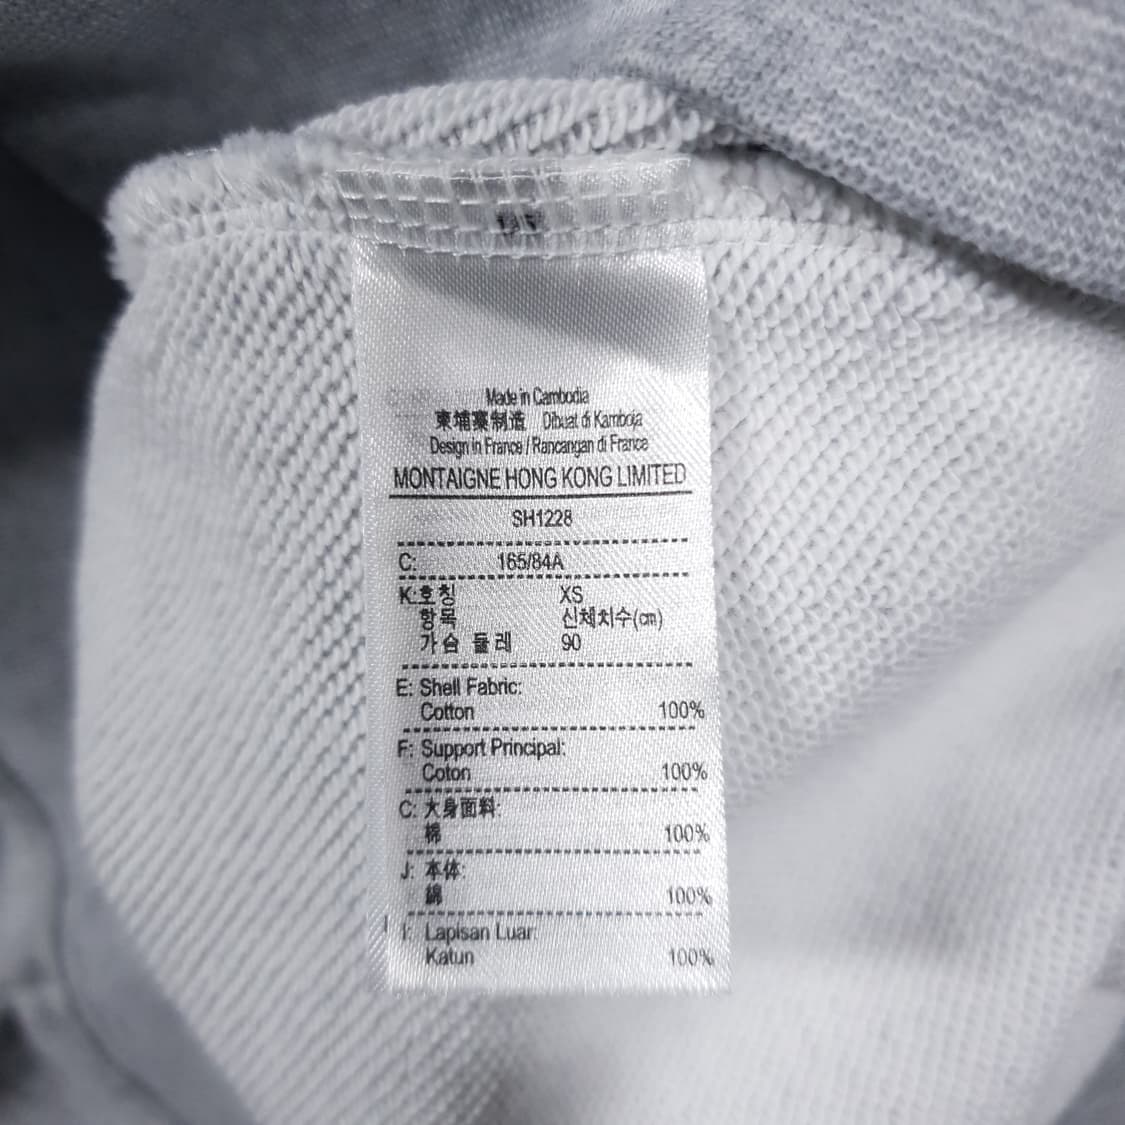 Made in Cambodia
柬埔寨制造 Dibuat di Kamboja
Design in France / Rancangan di France
MONTAIGNE HONG KONG LIMITED
SH1228
C: 165/84A
K: 호칭 XS
항목 신체치수(cm)
가슴 둘레 90
E: Shell Fabric:
Cotton 100%
F: Support Principal:
Coton 100%
C: 大身面料:
棉 100%
J: 本体:
綿 100%
I: Lapisan Luar:
Katun 100%